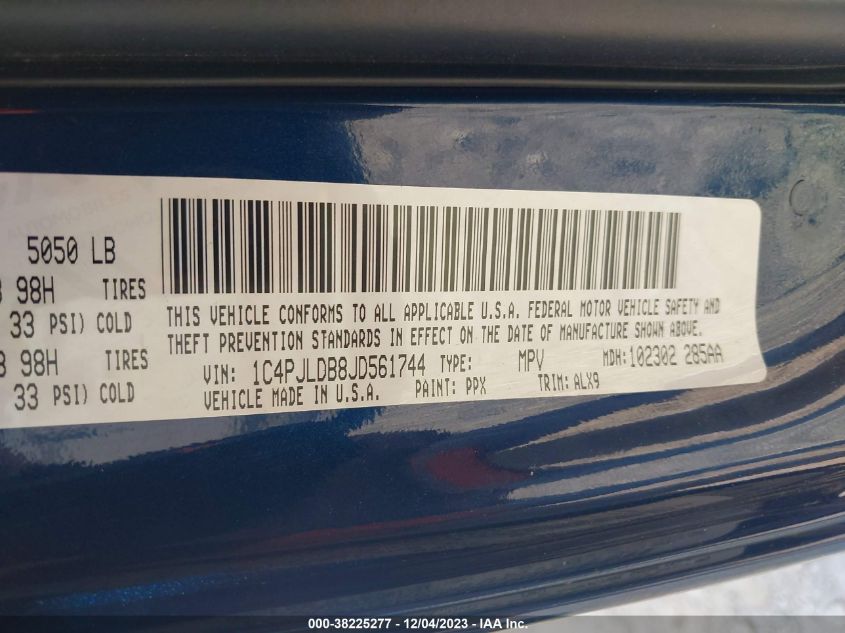 5050 LB
98H TIRES
33 PSI) COLD
98H TIRES
33 PSI) COLD
THIS VEHICLE CONFORMS TO ALL APPLICABLE U.S.A. FEDERAL MOTOR VEHICLE SAFETY AND
THEFT PREVENTION STANDARDS IN EFFECT ON THE DATE OF MANUFACTURE SHOWN ABOVE.
VIN: 1C4PJLDB8JD561744 TYPE: MPV MDH: 102302 285AA
VEHICLE MADE IN U.S.A. PAINT: PPX TRIM: ALX9
000-38225277 - 12/04/2023 - IAA Inc.